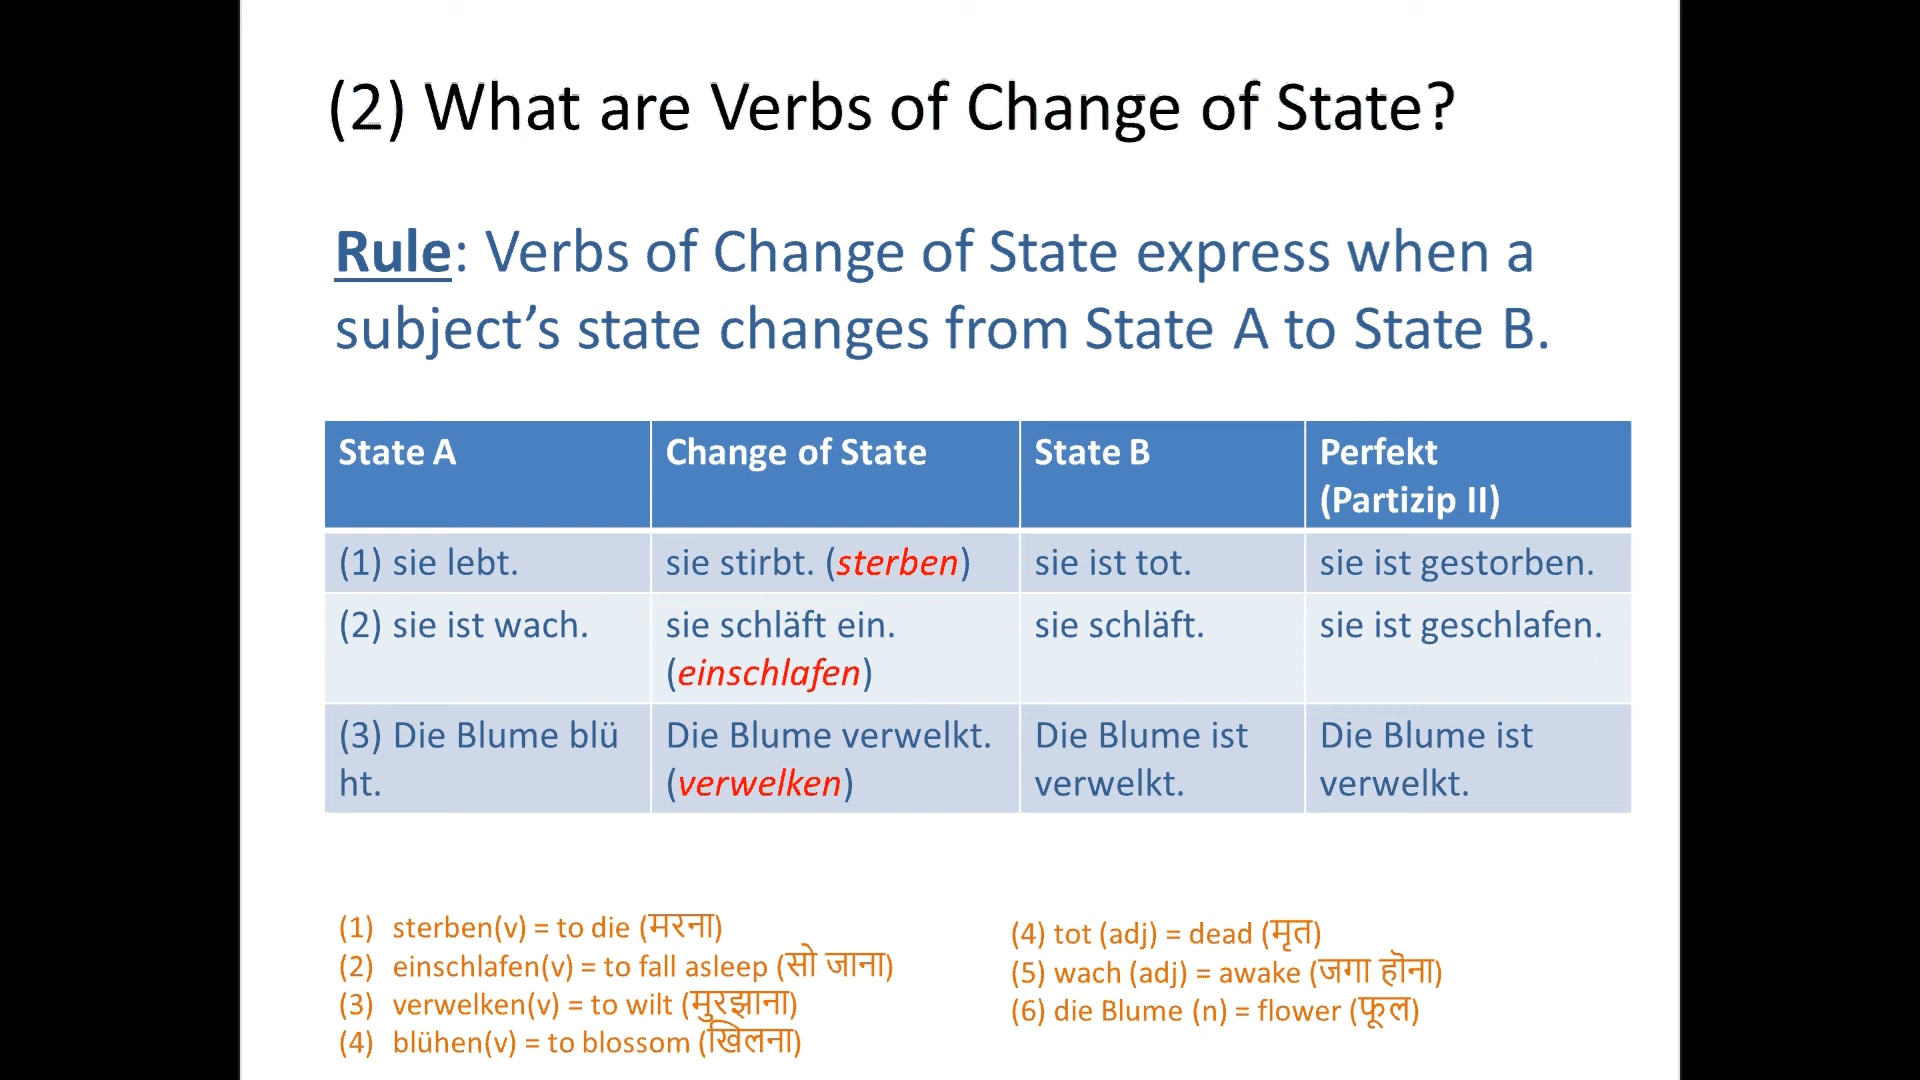 (2) What are Verbs of Change of State?
Rule: Verbs of Change of State express when a
subject’s state changes from State A to State B.
State A
Change of State
State B
Perfekt
(Partizip II)
(1) sie lebt.
sie stirbt. (sterben)
sie ist tot.
sie ist gestorben.
(2) sie ist wach.
sie schläft ein.
(einschlafen)
sie schläft.
sie ist geschlafen.
(3) Die Blume blü
ht.
Die Blume verwelkt.
(verwelken)
Die Blume ist
verwelkt.
Die Blume ist
verwelkt.
(1) sterben(v) = to die (मरना)
(2) einschlafen(v) = to fall asleep (सो जाना)
(3) verwelken(v) = to wilt (मुरझाना)
(4) blühen(v) = to blossom (खिलना)
(4) tot (adj) = dead (मृत)
(5) wach (adj) = awake (जगा हॊना)
(6) die Blume (n) = flower (फूल)